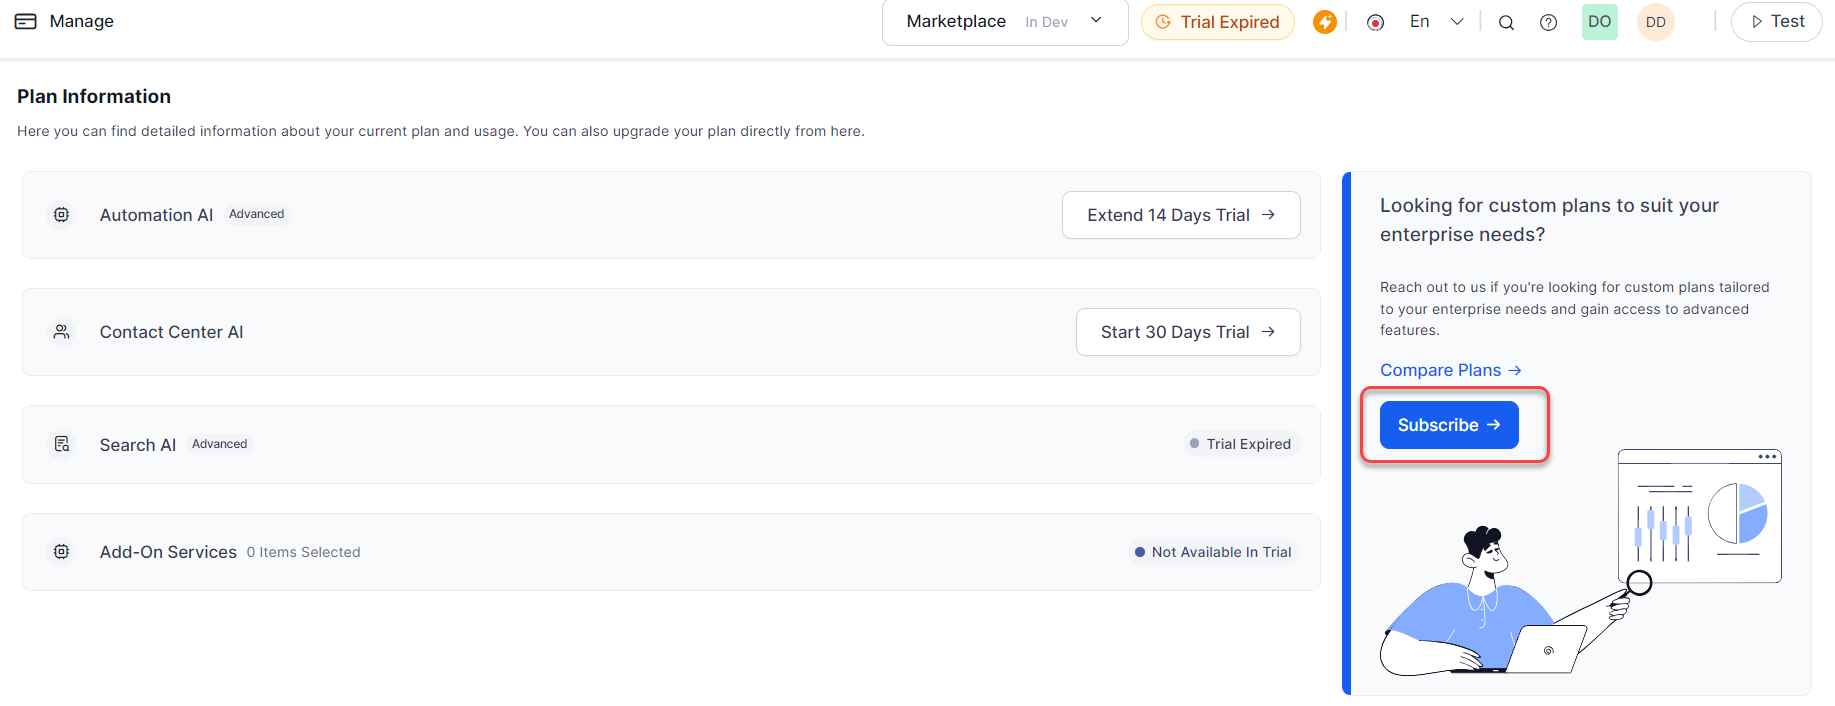 Manage
Marketplace In Dev
Trial Expired
En
DO
DD
Test
Plan Information
Here you can find detailed information about your current plan and usage. You can also upgrade your plan directly from here.
Automation AI Advanced
Extend 14 Days Trial →
Contact Center AI
Start 30 Days Trial →
Search AI Advanced
Trial Expired
Add-On Services 0 Items Selected
Not Available In Trial
Looking for custom plans to suit your
enterprise needs?
Reach out to us if you're looking for custom plans tailored
to your enterprise needs and gain access to advanced
features.
Compare Plans →
Subscribe →